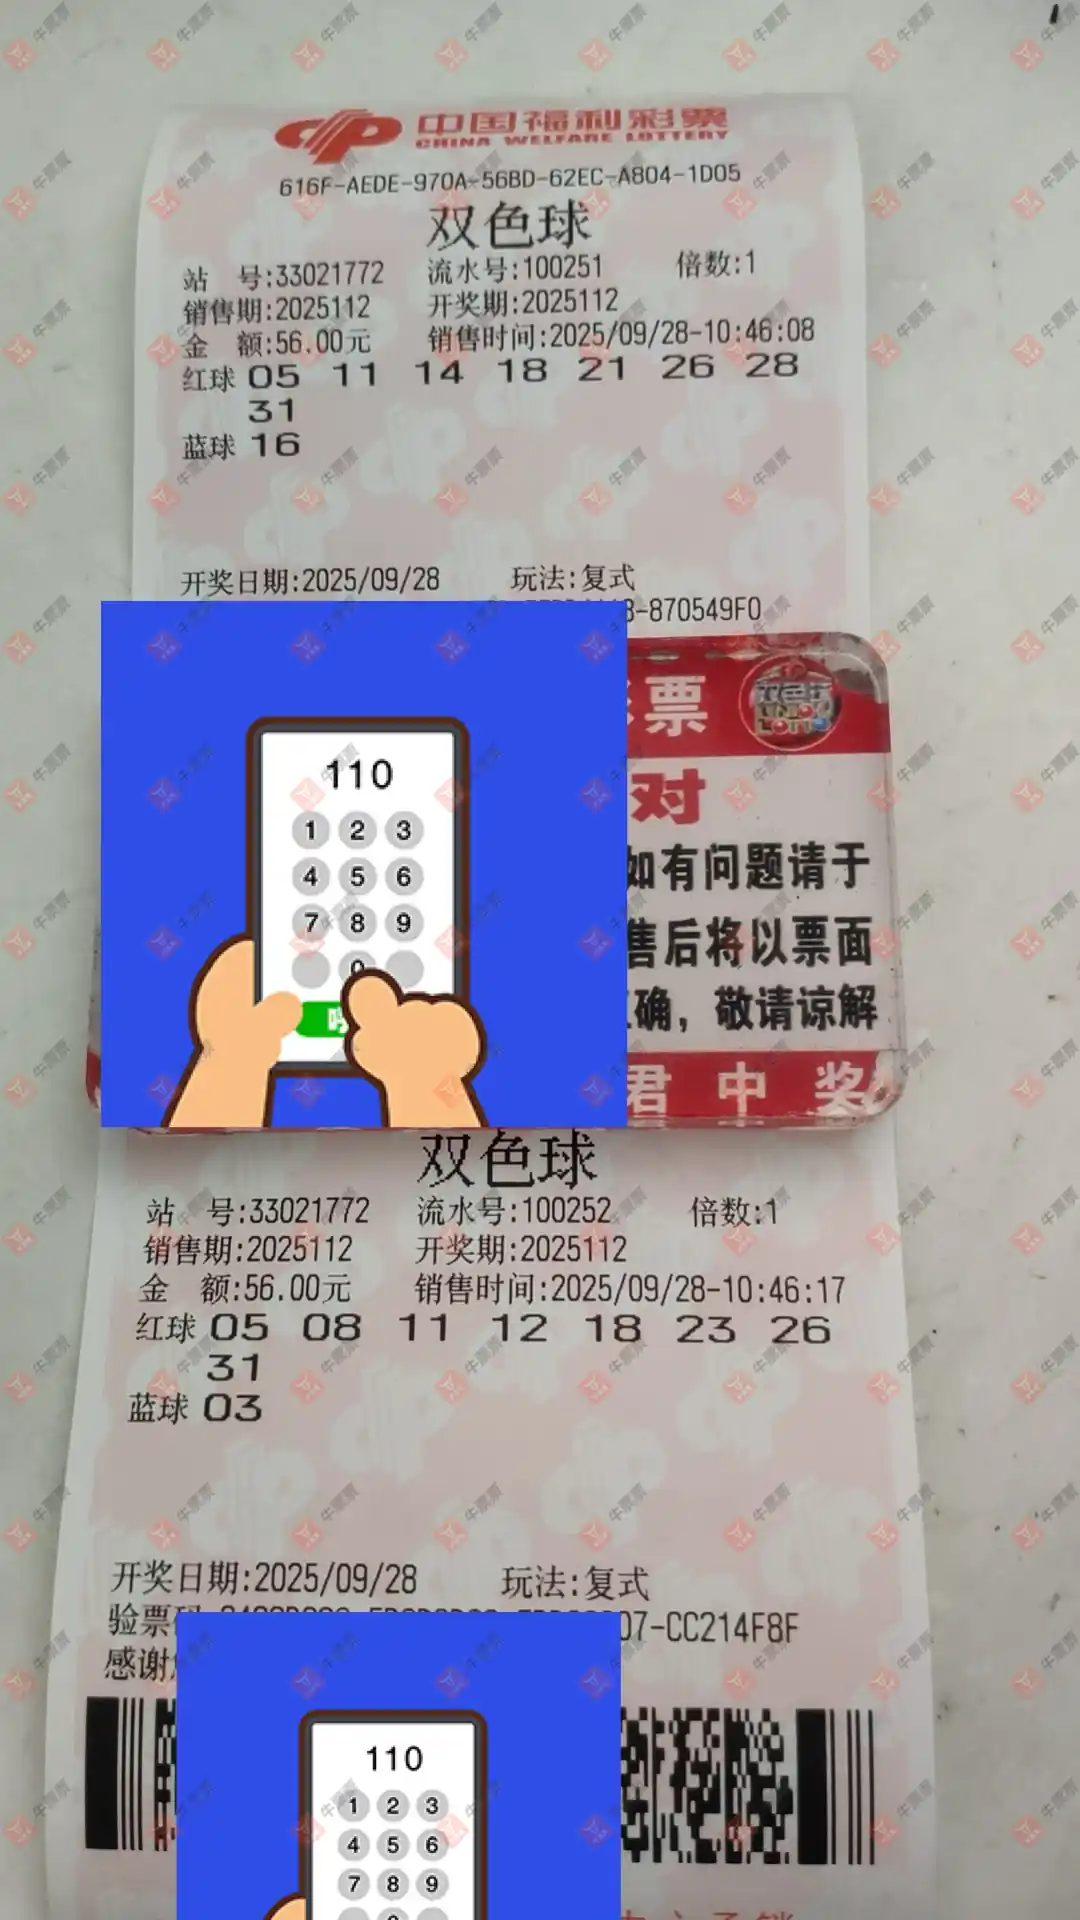 中国福利彩票
CHINA WELFARE LOTTERY
616F-AEDE-970A-56BD-62EC-A804-1D05
双色球
站 号:33021772 流水号:100251 倍数:1
销售期:2025112 开奖期:2025112
金 额:56.00元 销售时间:2025/09/28-10:46:08
红球 05 11 14 18 21 26 28
31
蓝球 16
开奖日期:2025/09/28 玩法:复式
-870549F0
票
对
110
1 2 3
4 5 6
7 8 9
0
如有问题请于
售后将以票面
确，敬请谅解
君中奖
双色球
站 号:33021772 流水号:100252 倍数:1
销售期:2025112 开奖期:2025112
金 额:56.00元 销售时间:2025/09/28-10:46:17
红球 05 08 11 12 18 23 26
31
蓝球 03
开奖日期:2025/09/28 玩法:复式
验票 07-CC214F8F
感谢
110
1 2 3
4 5 6
7 8 9
牛票票